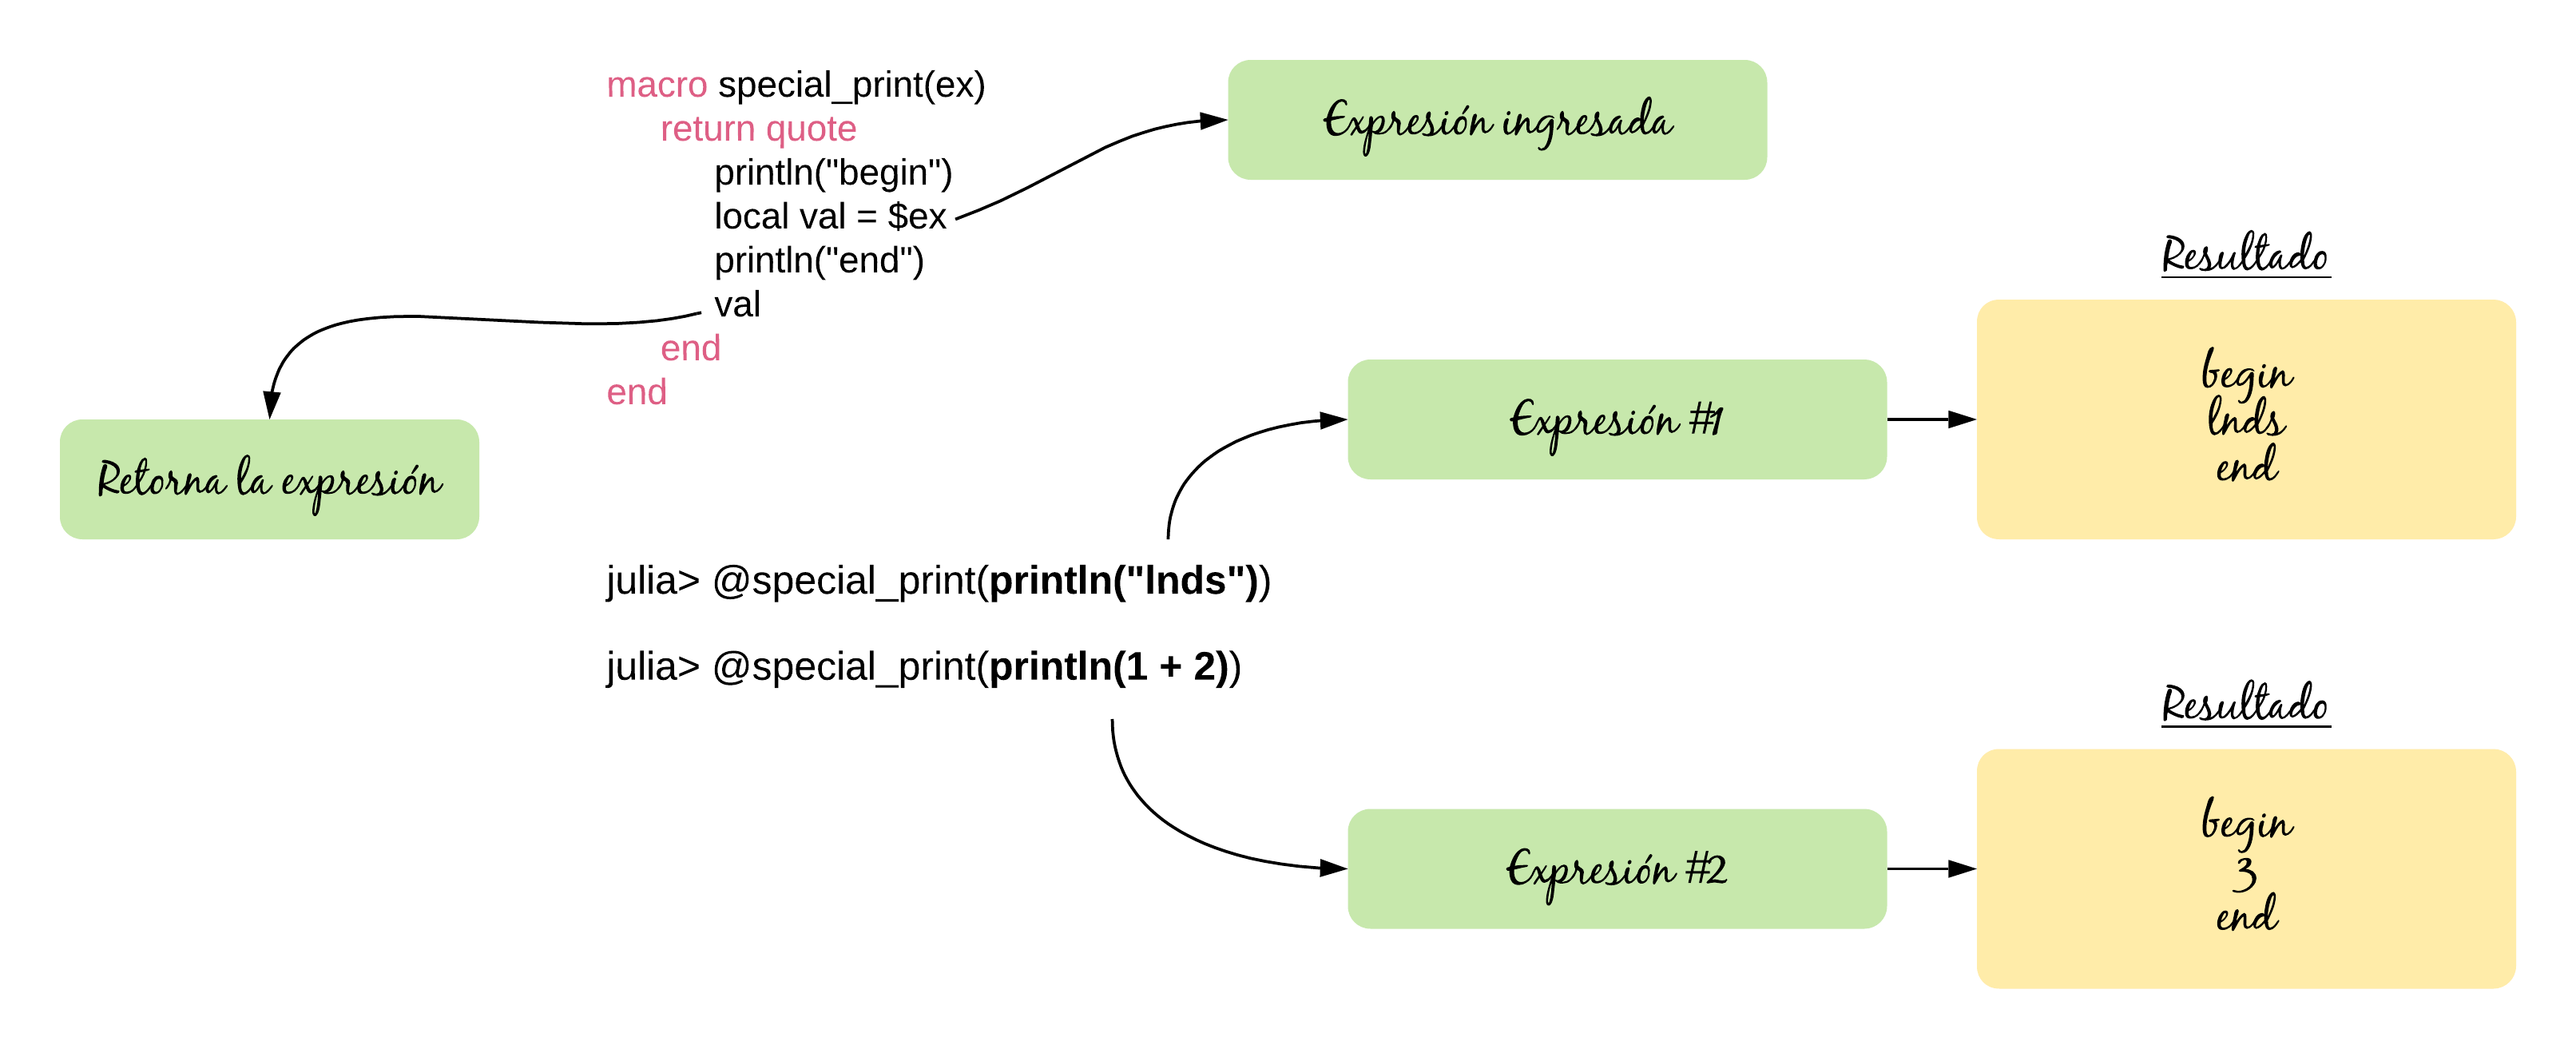 macro special_print(ex)
return quote
println("begin")
local val = $ex
println("end")
val
end
end
Expresión ingresada
Retorna la expresión
julia> @special_print(println("lnds"))
julia> @special_print(println(1 + 2))
Expresión #1
Resultado
begin
lnds
end
Expresión #2
Resultado
begin
3
end